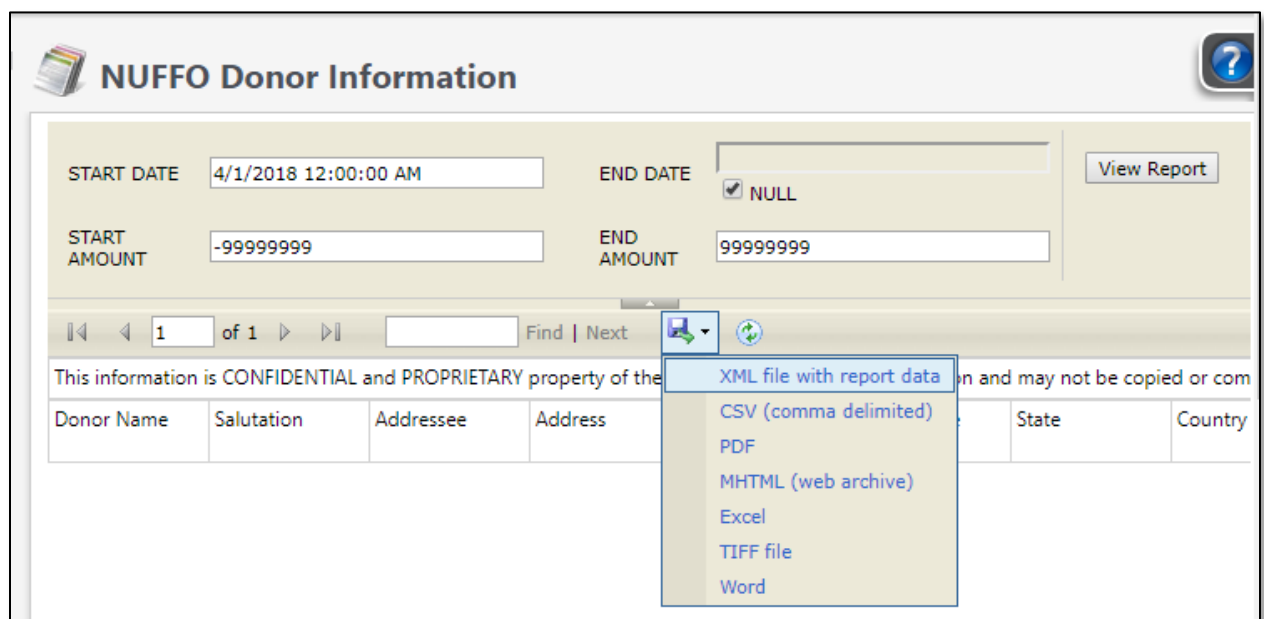 NUFFO Donor Information
?
START DATE 4/1/2018 12:00:00 AM END DATE
NULL
View Report
START AMOUNT -99999999 END AMOUNT 99999999
1 of 1 Find | Next
This information is CONFIDENTIAL and PROPRIETARY property of the and may not be copied or com
Donor Name Salutation Addressee Address State Country
XML file with report data
CSV (comma delimited)
PDF
MHTML (web archive)
Excel
TIFF file
Word